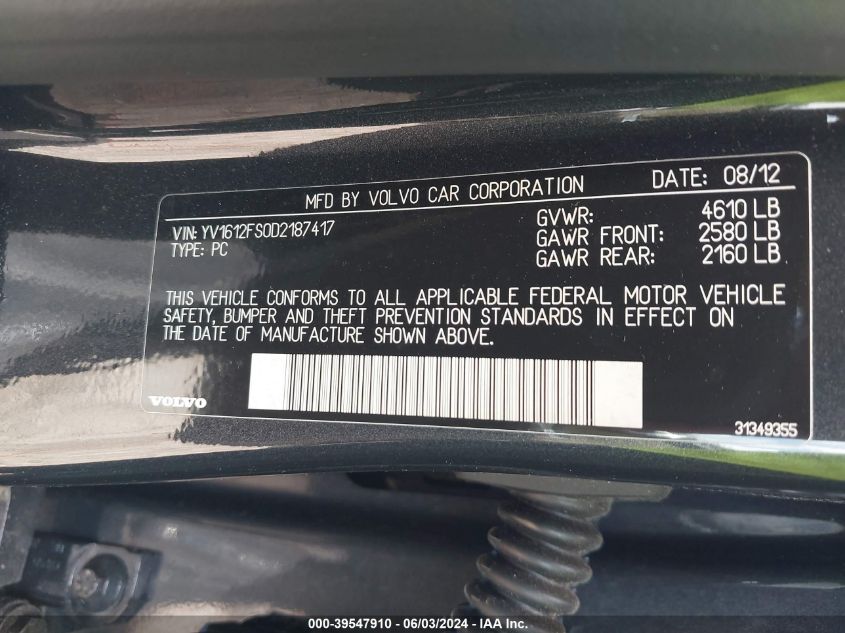 MFD BY VOLVO CAR CORPORATION DATE: 08/12
VIN: YV1612FS0D2187417
TYPE: PC
GVWR: 4610 LB
GAWR FRONT: 2580 LB
GAWR REAR: 2160 LB
THIS VEHICLE CONFORMS TO ALL APPLICABLE FEDERAL MOTOR VEHICLE
SAFETY, BUMPER AND THEFT PREVENTION STANDARDS IN EFFECT ON
THE DATE OF MANUFACTURE SHOWN ABOVE.
VOLVO
31349355
000-39547910 - 06/03/2024 - IAA Inc.